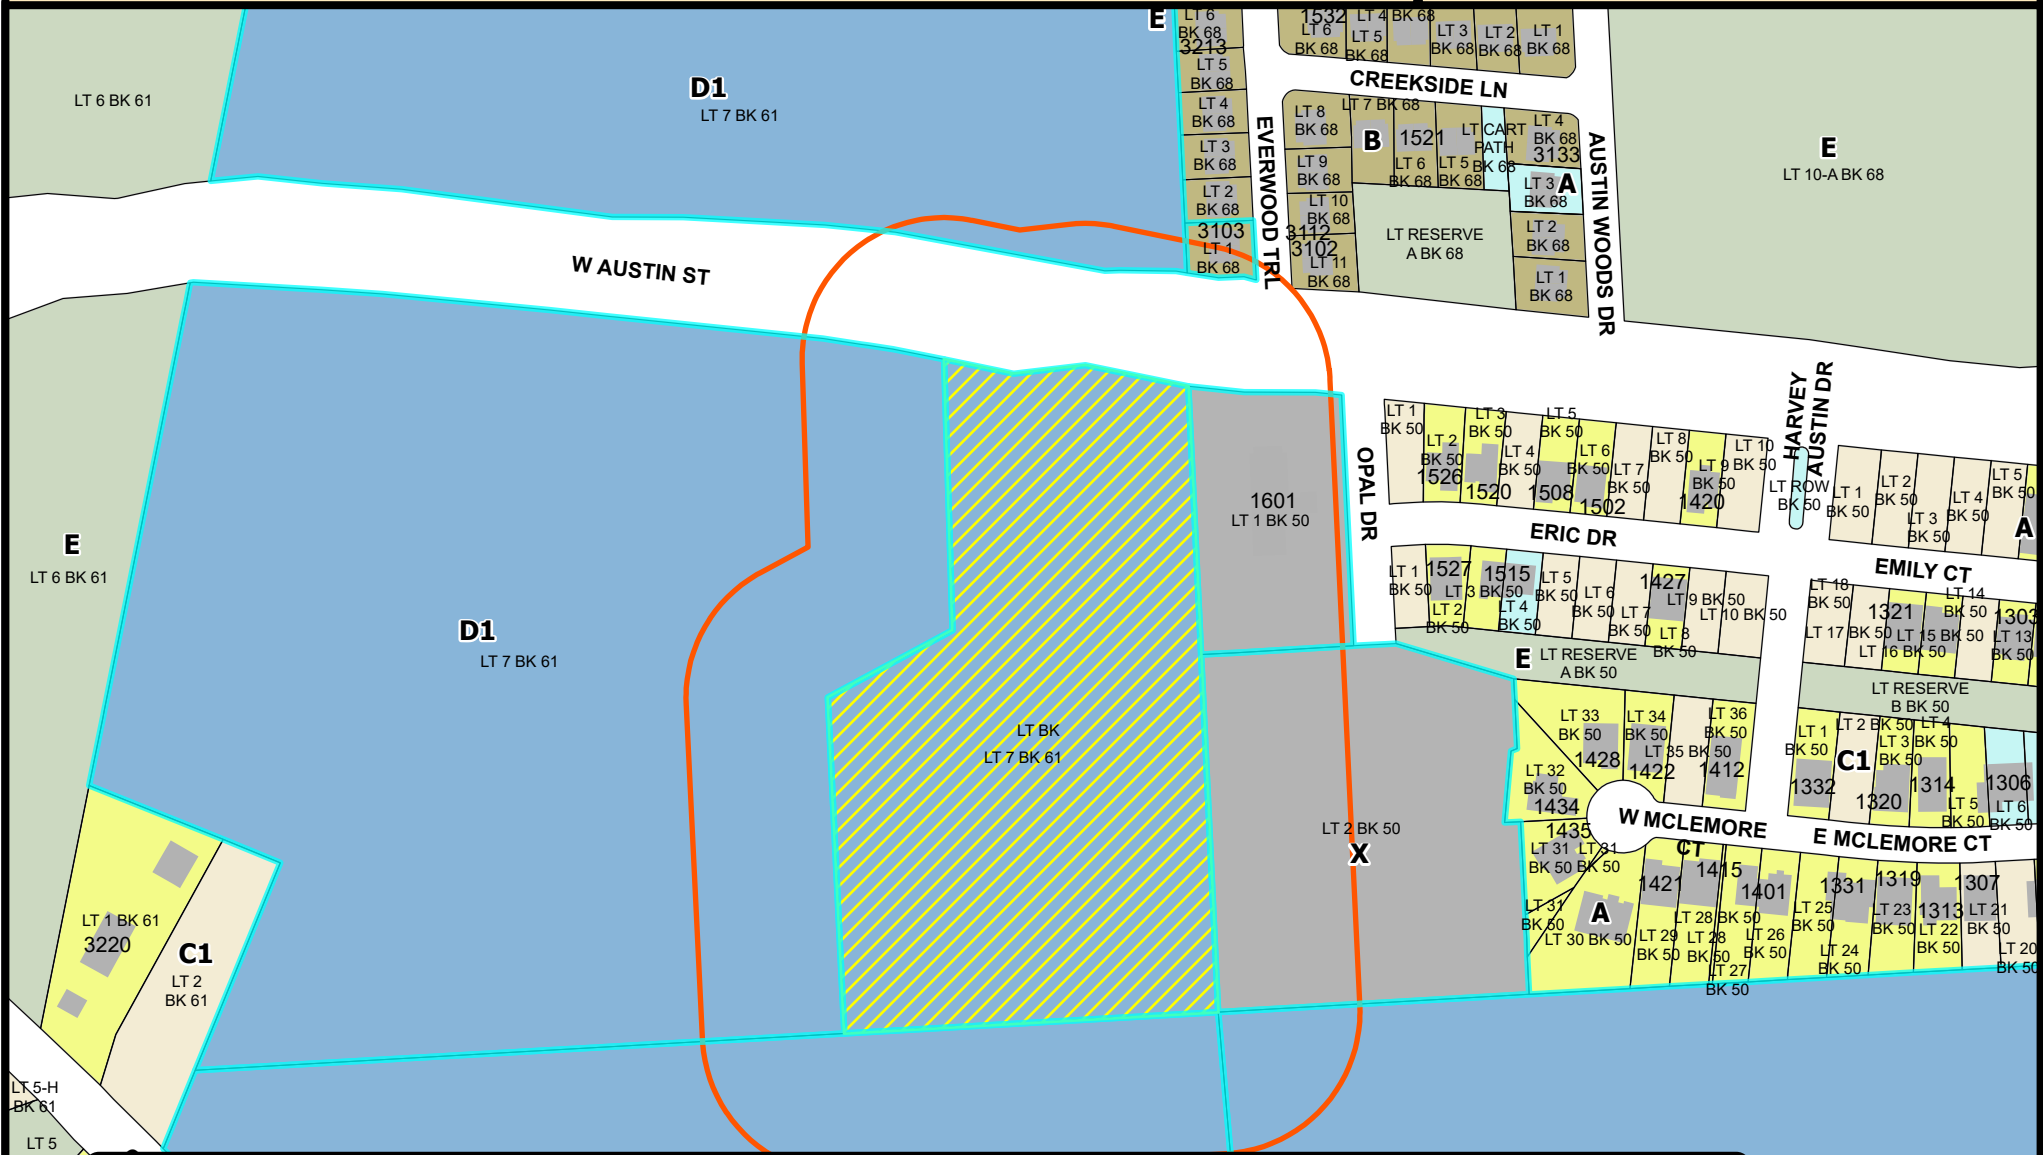 LT 6 BK 61
D1
LT 7 BK 61
E
LT 6
BK 68
3213
LT 5
BK 68
LT 4
BK 68
LT 3
BK 68
LT 2
BK 68
3103
LT 1
BK 68
EVERWOOD TRL
1532
LT 6
BK 68
LT 4
BK 68
LT 5
BK 68
LT 3
BK 68
LT 2
BK 68
LT 1
BK 68
CREEKSIDE LN
LT 7 BK 68
LT 8
BK 68
B
1521
LT 6
BK 68
LT 5
BK 68
LT CART
PATH
BK 68
LT 4
BK 68
3133
LT 3
BK 68
A
LT 9
BK 68
LT 10
BK 68
3112
3102
LT 11
BK 68
LT RESERVE
A BK 68
LT 2
BK 68
LT 1
BK 68
AUSTIN WOODS DR
E
LT 10-A BK 68
W AUSTIN ST
E
LT 6 BK 61
D1
LT 7 BK 61
LT BK
LT 7 BK 61
1601
LT 1 BK 50
OPAL DR
LT 2 BK 50
X
LT 1
BK 50
LT 2
BK 50
1526
LT 3
BK 50
1520
LT 4
BK 50
LT 5
BK 50
1508
LT 6
BK 50
1502
LT 7
BK 50
LT 8
BK 50
LT 9
BK 50
1420
LT 10
BK 50
HARVEY
AUSTIN DR
LT ROW
BK 50
LT 1
BK 50
LT 2
BK 50
LT 3
BK 50
LT 4
BK 50
LT 5
BK 50
A
ERIC DR
EMILY CT
LT 1
BK 50
1527
LT 2
BK 50
LT 3
BK 50
1515
LT 4
BK 50
LT 5
BK 50
LT 6
BK 50
LT 7
BK 50
1427
LT 8
BK 50
LT 9 BK 50
LT 10 BK 50
LT 18
BK 50
LT 17 BK 50
1321
LT 16 BK 50
LT 15 BK 50
LT 14
BK 50
1303
LT 13
BK 50
E
LT RESERVE
A BK 50
LT RESERVE
B BK 50
LT 33
BK 50
1428
LT 34
BK 50
1422
LT 35 BK 50
LT 36
BK 50
1412
LT 32
BK 50
1434
1435
LT 31
BK 50
LT 31
BK 50
LT 31
BK 50
A
LT 30 BK 50
W MCLEMORE
CT
E MCLEMORE CT
LT 1
BK 50
1332
LT 2 BK 50
C1
LT 3
BK 50
1320
LT 4
BK 50
1314
LT 5
BK 50
1306
LT 6
BK 50
1421
LT 29
BK 50
1415
LT 28 BK 50
LT 28
BK 50
LT 27
BK 50
1401
LT 26
BK 50
LT 25
BK 50
1331
LT 24
BK 50
1319
LT 23
BK 50
1313
LT 22
BK 50
1307
LT 21
BK 50
LT 20
BK 50
LT 1 BK 61
3220
C1
LT 2
BK 61
LT 5-H
BK 61
LT 5